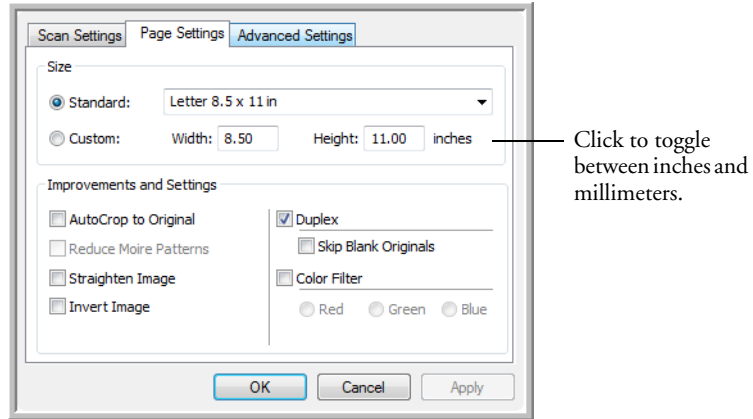 Scan Settings Page Settings Advanced Settings
Size
Standard: Letter 8.5 x 11 in
Custom: Width: 8.50 Height: 11.00 inches
Click to toggle
between inches and
millimeters.
Improvements and Settings
AutoCrop to Original
Reduce Moire Patterns
Straighten Image
Invert Image
Duplex
Skip Blank Originals
Color Filter
Red Green Blue
OK Cancel Apply